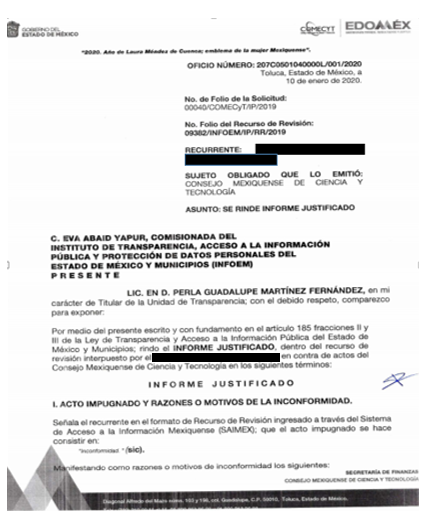 GOBIERNO DEL
ESTADO DE MÉXICO
COMECYT
EDOMÉX
"2020. Año de Laura Méndez de Cuenca; emblema de la mujer Mexiquense".
OFICIO NÚMERO: 207C0501040000L/001/2020
Toluca, Estado de México, a
10 de enero de 2020.
No. de Folio de la Solicitud:
00040/COMECyT/IP/2019
No. Folio del Recurso de Revisión:
09382/INFOEM/IP/RR/2019
RECURRENTE:
SUJETO OBLIGADO QUE LO EMITIÓ:
CONSEJO MEXIQUENSE DE CIENCIA Y
TECNOLOGÍA
ASUNTO: SE RINDE INFORME JUSTIFICADO
C. EVA ABAID YAPUR, COMISIONADA DEL
INSTITUTO DE TRANSPARENCIA, ACCESO A LA INFORMACIÓN
PÚBLICA Y PROTECCIÓN DE DATOS PERSONALES DEL
ESTADO DE MÉXICO Y MUNICIPIOS (INFOEM)
P R E S E N T E
LIC. EN D. PERLA GUADALUPE MARTÍNEZ FERNÁNDEZ, en mi
carácter de Titular de la Unidad de Transparencia; con el debido respeto, comparezco
para exponer:
Por medio del presente escrito y con fundamento en el artículo 185 fracciones II y
III de la Ley de Transparencia y Acceso a la Información Pública del Estado de
México y Municipios; rindo el INFORME JUSTIFICADO, dentro del recurso de
revisión interpuesto por el en contra de actos del
Consejo Mexiquense de Ciencia y Tecnología en los siguientes términos:
I N F O R M E J U S T I F I C A D O
I. ACTO IMPUGNADO Y RAZONES O MOTIVOS DE LA INCONFORMIDAD.
Señala el recurrente en el formato de Recurso de Revisión ingresado a través del Sistema
de Acceso a la Información Mexiquense (SAIMEX); que el acto impugnado se hace
consistir en:
"inconformidad "(sic).
Manifestando como razones o motivos de inconformidad los siguientes:
SECRETARÍA DE FINANZAS
CONSEJO MEXIQUENSE DE CIENCIA Y TECNOLOGÍA
Diagonal Alfredo del Mazo núms. 103 y 198, col. Guadalupe, C.P. 50010, Toluca, Estado de México.